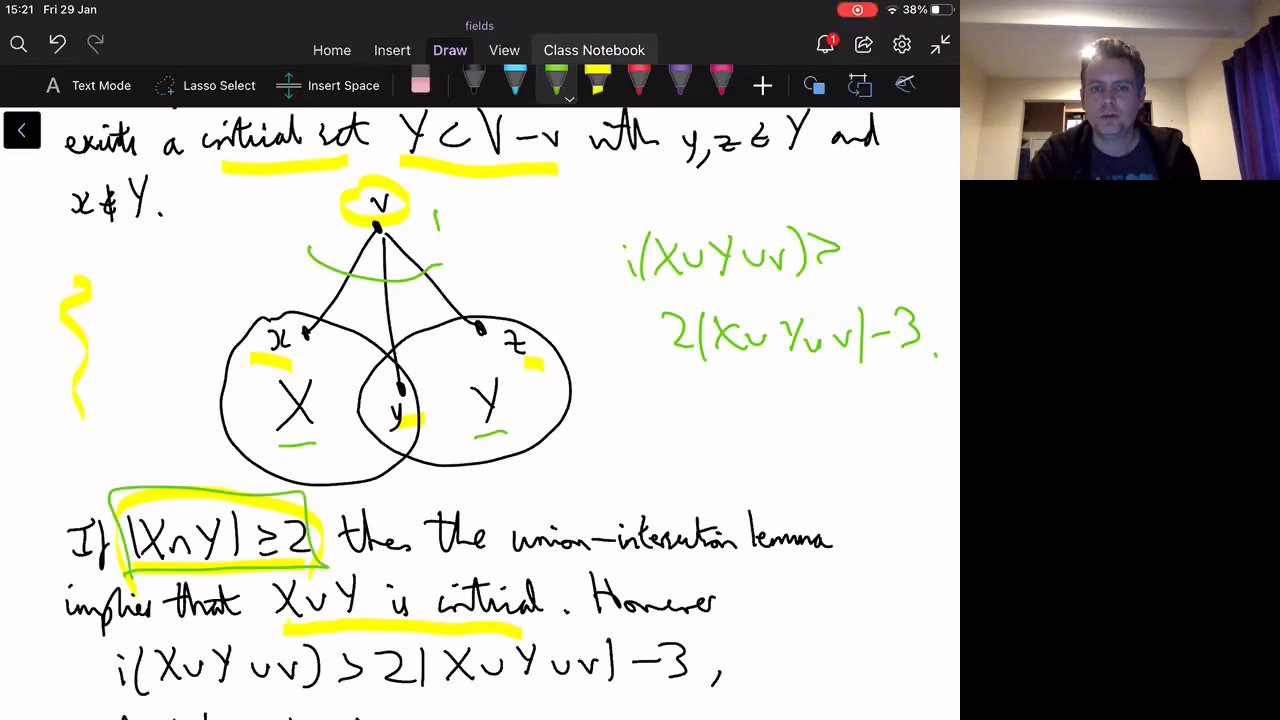 15:21 Fri 29 Jan
38%
fields
Home Insert Draw View Class Notebook
1
A Text Mode Lasso Select Insert Space
exists a critical set Y ⊂ V - v with y, z ∈ Y and
x ∉ Y.
v
x
z
X
y
Y
i(X ∪ Y ∪ v) >
2|X ∪ Y ∪ v| - 3.
If |X ∩ Y| ≥ 2 then the union-intersection lemma
implies that X ∪ Y is critical. However
i(X ∪ Y ∪ v) > 2|X ∪ Y ∪ v| - 3,